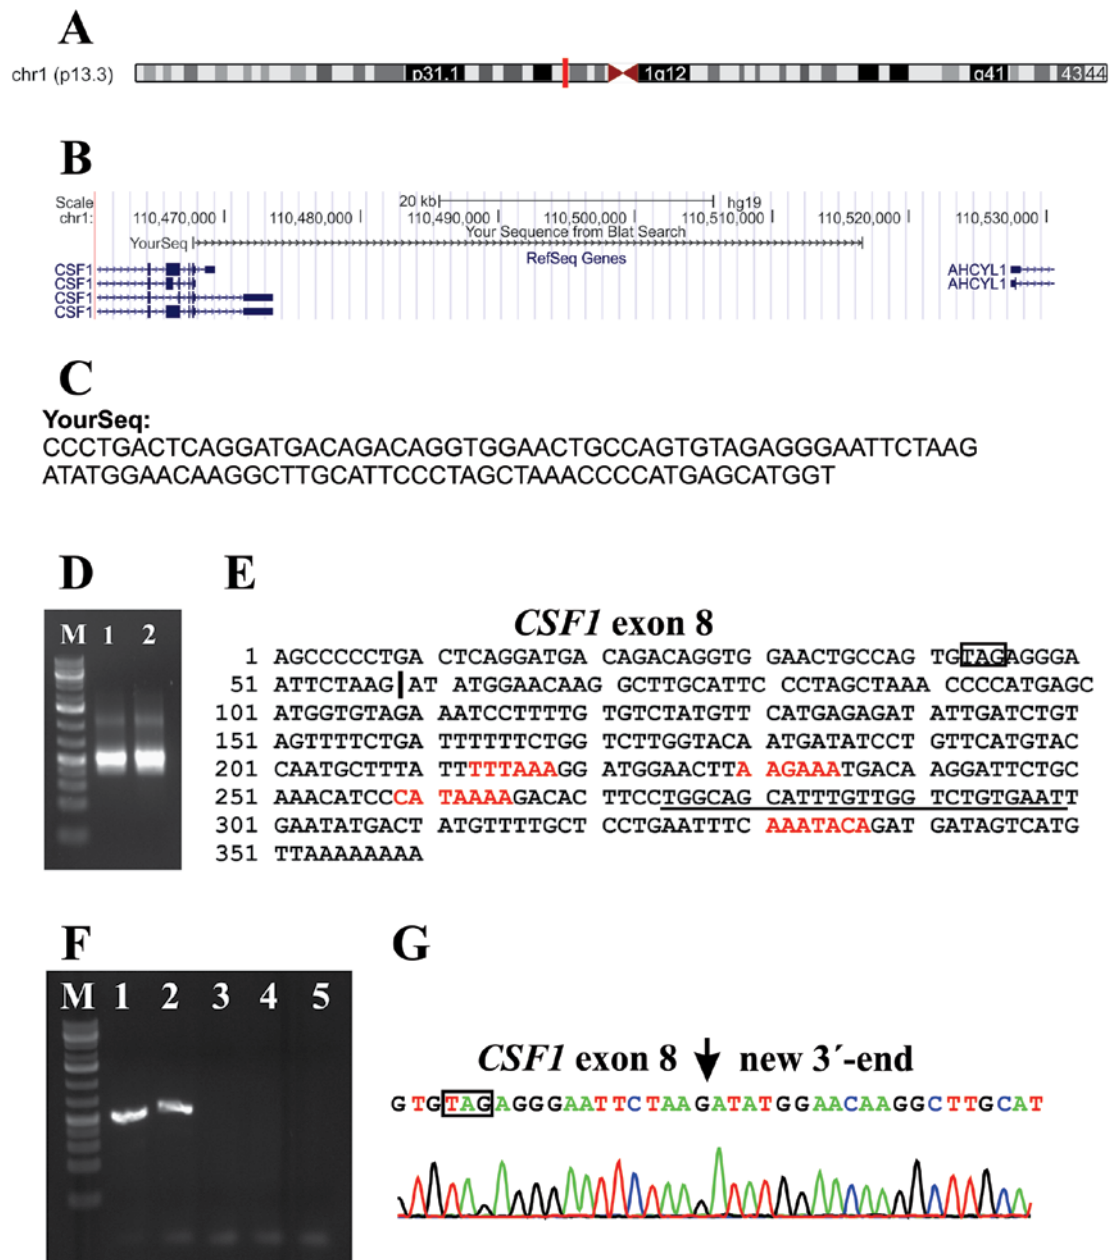 A
chr1 (p13.3) p31.1 1q12 q41 43 44
B
Scale 20 kb hg19
chr1: 110,470,000 110,480,000 110,490,000 110,500,000 110,510,000 110,520,000 110,530,000
Your Sequence from Blat Search
YourSeq
RefSeq Genes
CSF1 AHCYL1
CSF1 AHCYL1
CSF1
CSF1
C
YourSeq:
CCCTGACTCAGGATGACAGACAGGTGGAACTGCCAGTGTAGAGGGAATTCTAAG
ATATGGAACAAGGCTTGCATTCCCTAGCTAAACCCCATGAGCATGGT
D
M 1 2
E
CSF1 exon 8
1 AGCCCCCTGA CTCAGGATGA CAGACAGGTG GAACTGCCAG TGTAGAGGGA
51 ATTCTAAG|AT ATGGAACAAG GCTTGCATTC CCTAGCTAAA CCCCATGAGC
101 ATGGTGTAGA AATCCTTTTG TGTCTATGTT CATGAGAGAT ATTGATCTGT
151 AGTTTTCTGA TTTTTTCTGG TCTTGGTACA ATGATATCCT GTTCATGTAC
201 CAATGCTTTA TTTTTAAAGG ATGGAACTTA AGAAATGACA AGGATTCTGC
251 AAACATCCCA TAAAAGACAC TTCCTGGCAG CATTTGTTGG TCTGTGAATT
301 GAATATGACT ATGTTTTGCT CCTGAATTTC AAATACAGAT GATAGTCATG
351 TTAAAAAAAA
F
M 1 2 3 4 5
G
CSF1 exon 8 new 3´-end
GTGTAGAGGGAATTCTAAGATATGGAACAAGGCTTGCAT